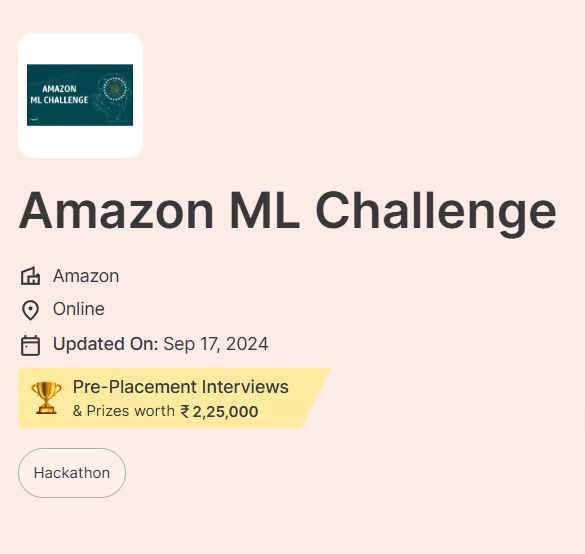 AMAZON
ML CHALLENGE
Amazon ML Challenge
Amazon
Online
Updated On: Sep 17, 2024
Pre-Placement Interviews
& Prizes worth ₹ 2,25,000
Hackathon